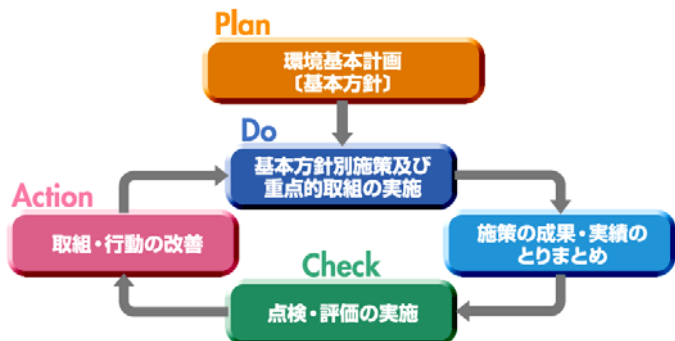 Plan
環境基本計画
〔基本方針〕
Do
基本方針別施策及び
重点的取組の実施
Action
取組・行動の改善
施策の成果・実績の
とりまとめ
Check
点検・評価の実施